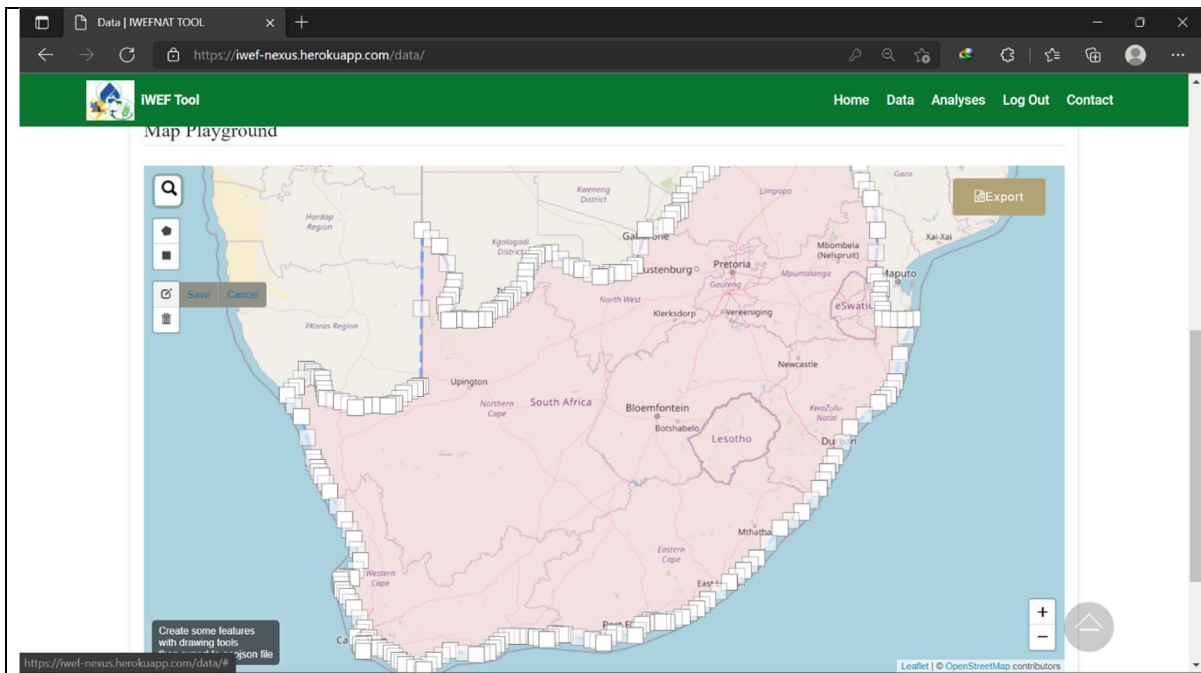 Data | IWEFNAT TOOL
https://iwef-nexus.herokuapp.com/data/
iWEF Tool
Home Data Analyses Log Out Contact
Map Playground
Export
Gaza
Kweneng
District
Limpopo
Hardap
Region
Xai-Xai
Kgalagadi
District
Mbombela
(Nelspruit)
Pretoria
Maputo
Mpumalanga
Gauteng
Save Cancel
North West
Klerksdorp
Vereeniging
ǁKaras Region
Newcastle
Upington
Northern
Cape
South Africa
Bloemfontein
KwaZulu-
Natal
Botshabelo
Lesotho
Mthatha
Eastern
Cape
Western
Cape
+
−
Create some features
with drawing tools
https://iwef-nexus.herokuapp.com/data/#
Leaflet | © OpenStreetMap contributors